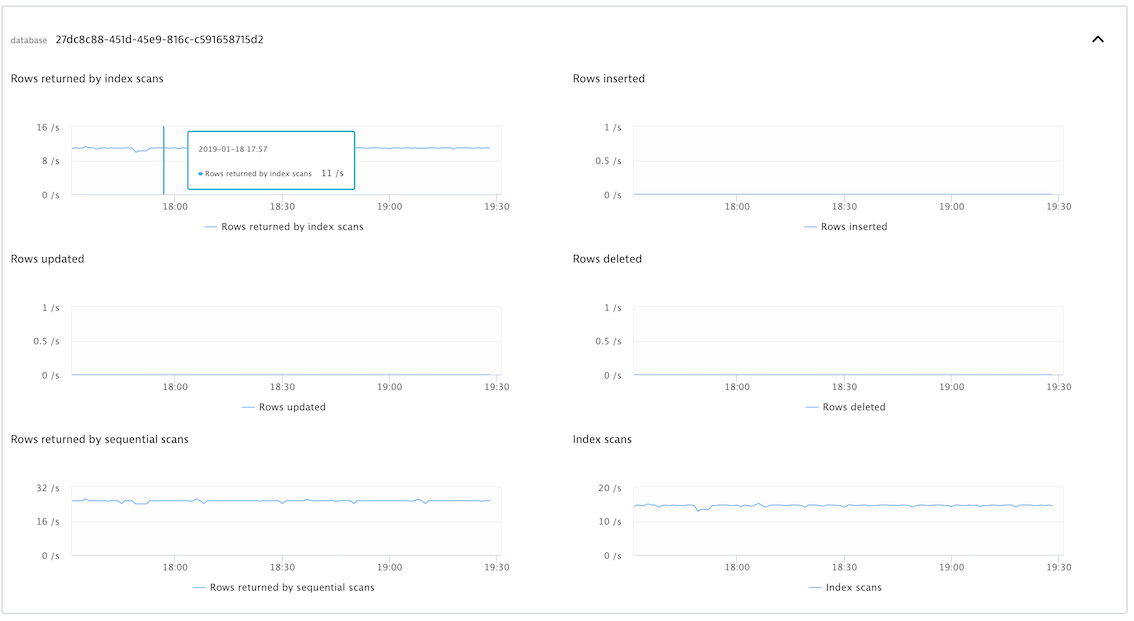 database 27dc8c88-451d-45e9-816c-c591658715d2
Rows returned by index scans
16 /s
8 /s
0 /s
2019-01-18 17:57
Rows returned by index scans 11 /s
18:00 18:30 19:00 19:30
Rows returned by index scans
Rows inserted
1 /s
0.5 /s
0 /s
18:00 18:30 19:00 19:30
Rows inserted
Rows updated
1 /s
0.5 /s
0 /s
18:00 18:30 19:00 19:30
Rows updated
Rows deleted
1 /s
0.5 /s
0 /s
18:00 18:30 19:00 19:30
Rows deleted
Rows returned by sequential scans
32 /s
16 /s
0 /s
18:00 18:30 19:00 19:30
Rows returned by sequential scans
Index scans
20 /s
10 /s
0 /s
18:00 18:30 19:00 19:30
Index scans